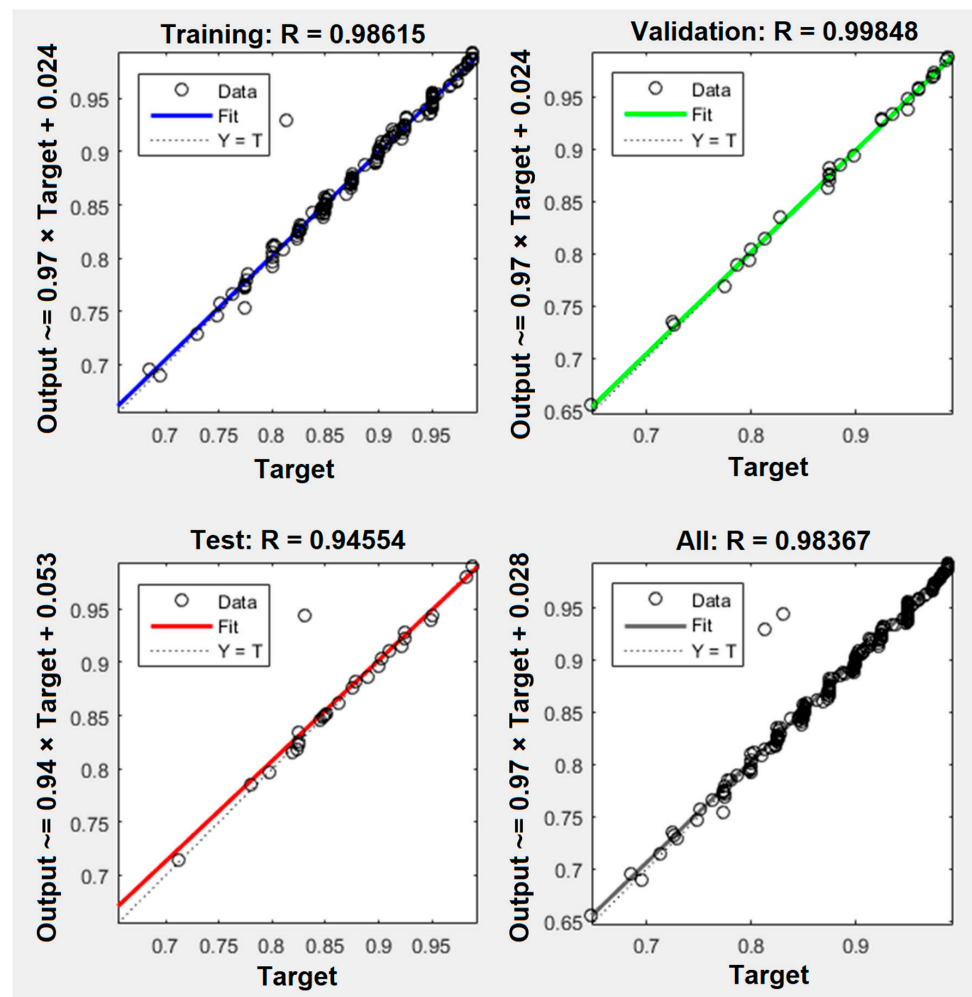 Training: R = 0.98615
Output ~= 0.97 × Target + 0.024
Data
Fit
Y = T
0.95
0.9
0.85
0.8
0.75
0.7
0.7 0.75 0.8 0.85 0.9 0.95
Target
Validation: R = 0.99848
Output ~= 0.97 × Target + 0.024
Data
Fit
Y = T
0.95
0.9
0.85
0.8
0.75
0.7
0.65
0.7 0.8 0.9
Target
Test: R = 0.94554
Output ~= 0.94 × Target + 0.053
Data
Fit
Y = T
0.95
0.9
0.85
0.8
0.75
0.7
0.7 0.75 0.8 0.85 0.9 0.95
Target
All: R = 0.98367
Output ~= 0.97 × Target + 0.028
Data
Fit
Y = T
0.95
0.9
0.85
0.8
0.75
0.7
0.65
0.7 0.8 0.9
Target